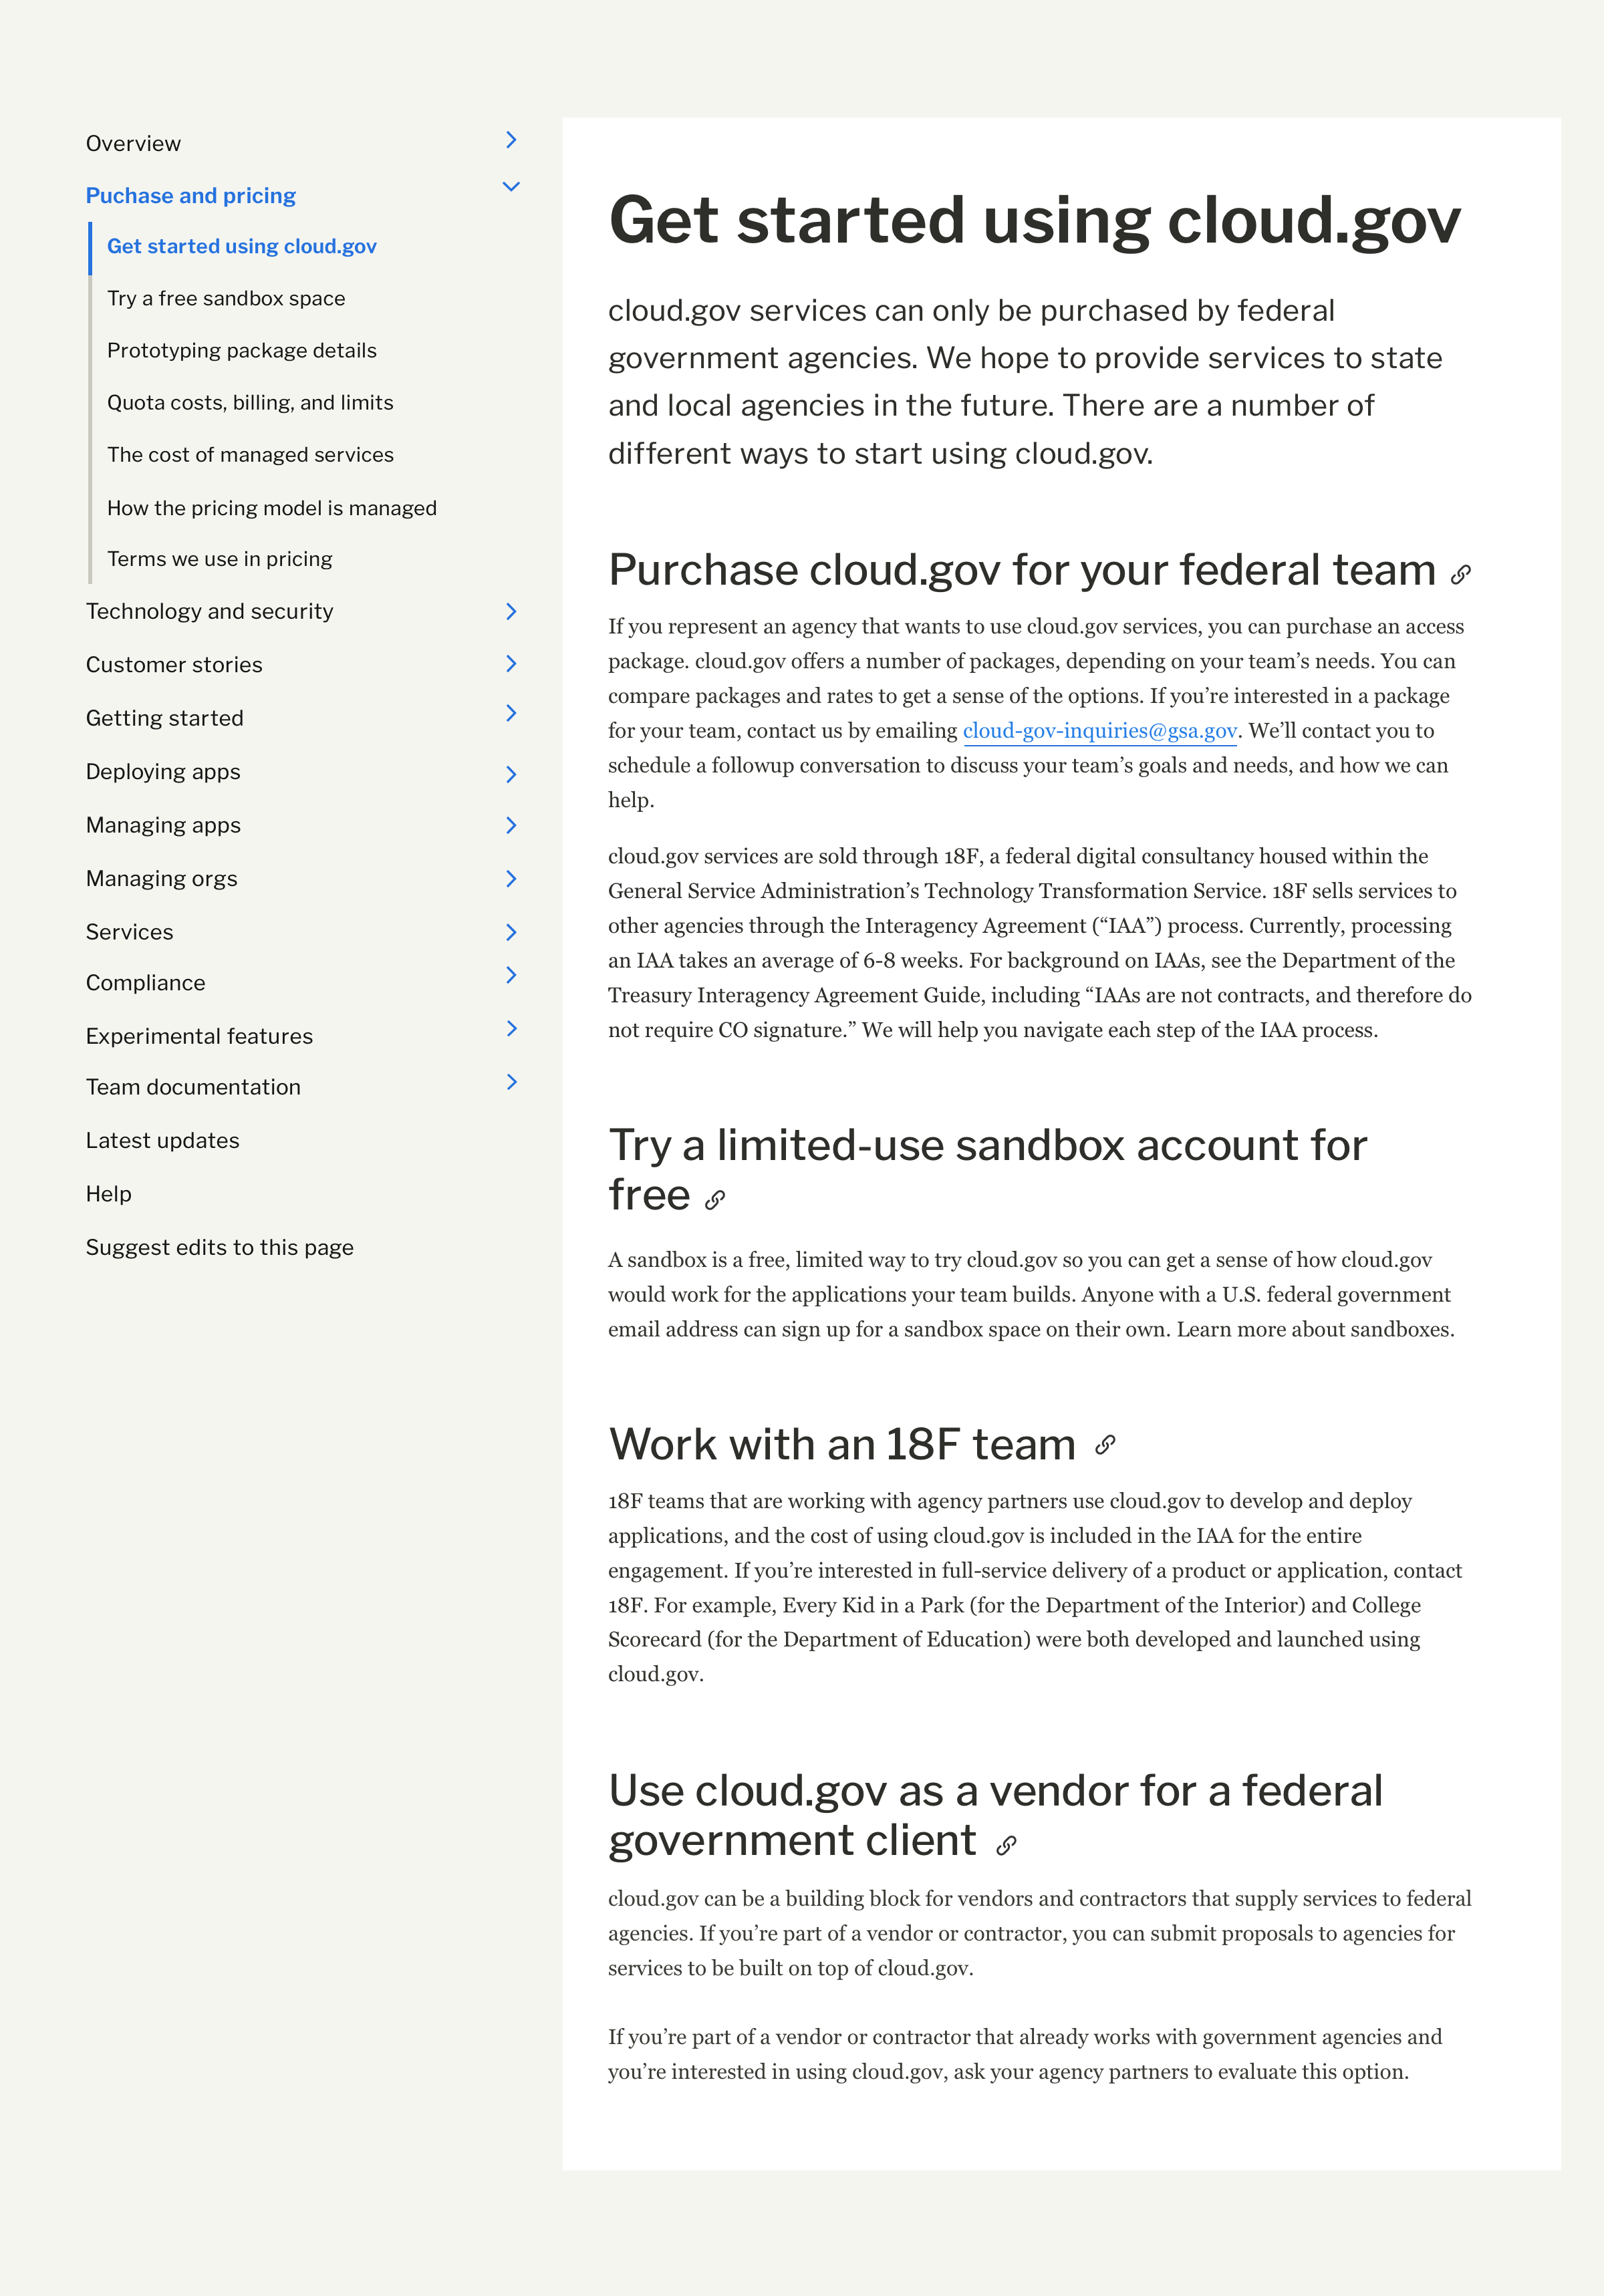 Overview
Puchase and pricing
Get started using cloud.gov
Try a free sandbox space
Prototyping package details
Quota costs, billing, and limits
The cost of managed services
How the pricing model is managed
Terms we use in pricing
Technology and security
Customer stories
Getting started
Deploying apps
Managing apps
Managing orgs
Services
Compliance
Experimental features
Team documentation
Latest updates
Help
Suggest edits to this page
Get started using cloud.gov
cloud.gov services can only be purchased by federal
government agencies. We hope to provide services to state
and local agencies in the future. There are a number of
different ways to start using cloud.gov.
Purchase cloud.gov for your federal team
If you represent an agency that wants to use cloud.gov services, you can purchase an access
package. cloud.gov offers a number of packages, depending on your team’s needs. You can
compare packages and rates to get a sense of the options. If you’re interested in a package
for your team, contact us by emailing cloud-gov-inquiries@gsa.gov. We’ll contact you to
schedule a followup conversation to discuss your team’s goals and needs, and how we can
help.
cloud.gov services are sold through 18F, a federal digital consultancy housed within the
General Service Administration’s Technology Transformation Service. 18F sells services to
other agencies through the Interagency Agreement (“IAA”) process. Currently, processing
an IAA takes an average of 6-8 weeks. For background on IAAs, see the Department of the
Treasury Interagency Agreement Guide, including “IAAs are not contracts, and therefore do
not require CO signature.” We will help you navigate each step of the IAA process.
Try a limited-use sandbox account for
free
A sandbox is a free, limited way to try cloud.gov so you can get a sense of how cloud.gov
would work for the applications your team builds. Anyone with a U.S. federal government
email address can sign up for a sandbox space on their own. Learn more about sandboxes.
Work with an 18F team
18F teams that are working with agency partners use cloud.gov to develop and deploy
applications, and the cost of using cloud.gov is included in the IAA for the entire
engagement. If you’re interested in full-service delivery of a product or application, contact
18F. For example, Every Kid in a Park (for the Department of the Interior) and College
Scorecard (for the Department of Education) were both developed and launched using
cloud.gov.
Use cloud.gov as a vendor for a federal
government client
cloud.gov can be a building block for vendors and contractors that supply services to federal
agencies. If you’re part of a vendor or contractor, you can submit proposals to agencies for
services to be built on top of cloud.gov.
If you’re part of a vendor or contractor that already works with government agencies and
you’re interested in using cloud.gov, ask your agency partners to evaluate this option.